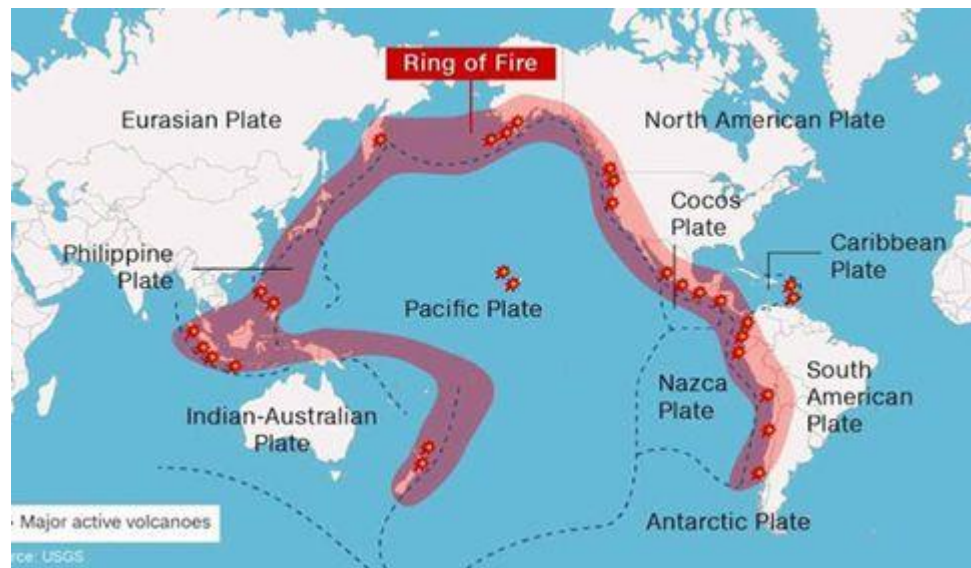 Ring of Fire
Eurasian Plate
North American Plate
Cocos
Plate
Caribbean
Plate
Philippine
Plate
Pacific Plate
Nazca
Plate
South
American
Plate
Indian-Australian
Plate
Antarctic Plate
Major active volcanoes
rce: USGS